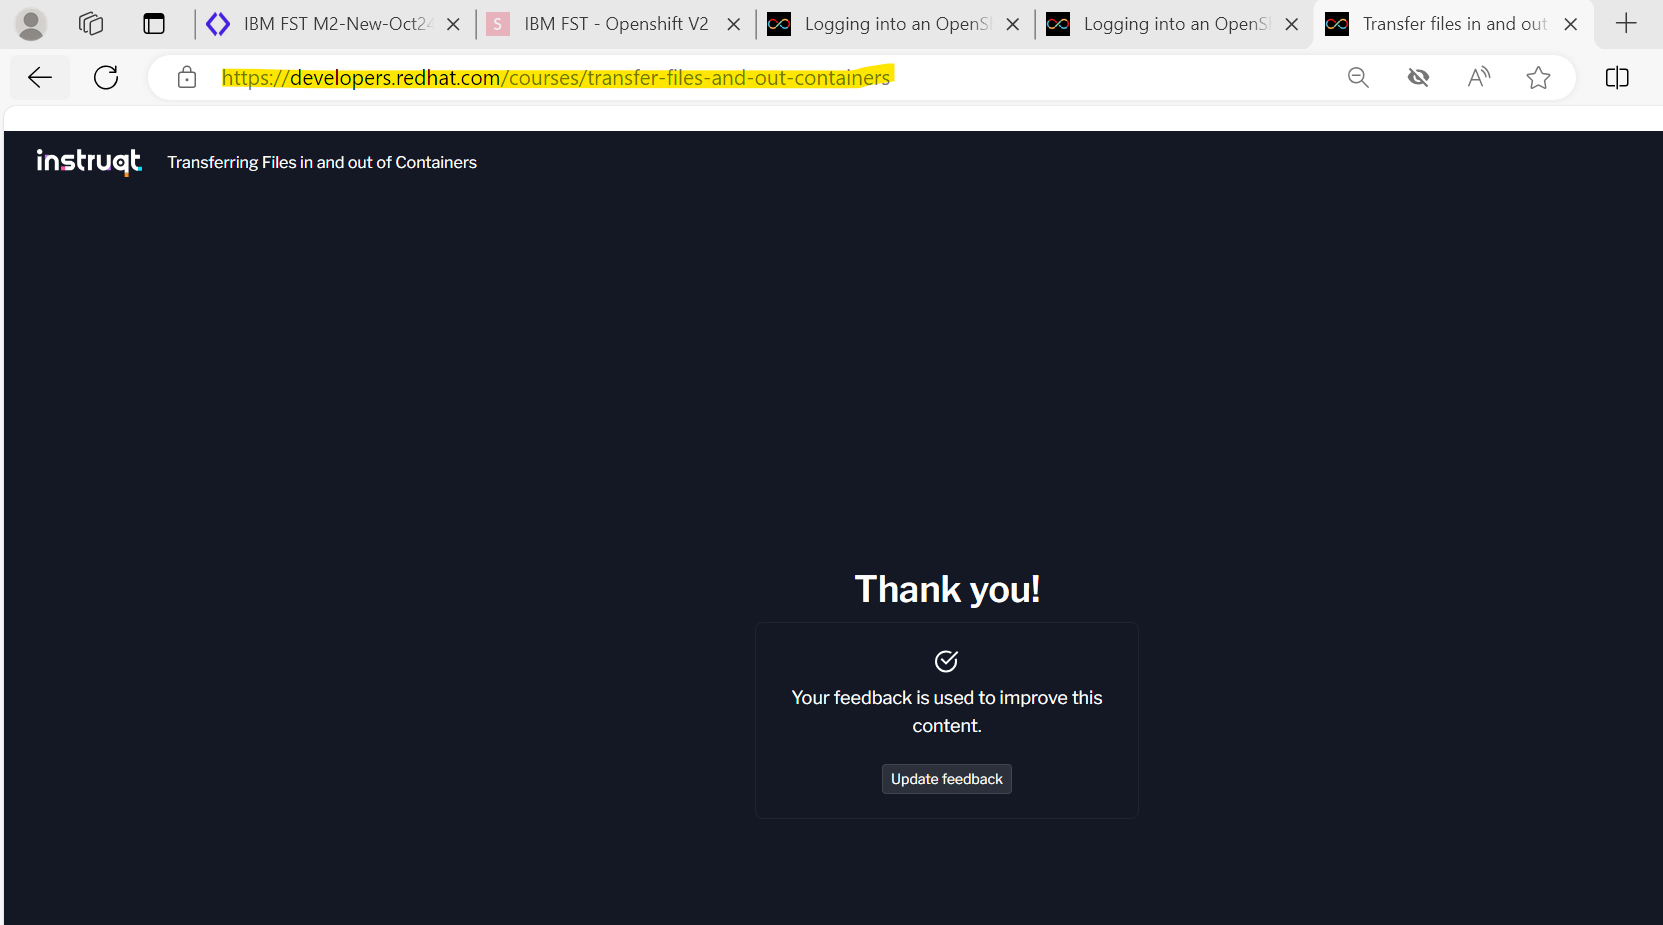 IBM FST M2-New-Oct24
S
IBM FST - Openshift V2
Logging into an OpenS
Logging into an OpenS
Transfer files in and out
https://developers.redhat.com/courses/transfer-files-and-out-containers
instruqt
Transferring Files in and out of Containers
Thank you!
Your feedback is used to improve this
content.
Update feedback